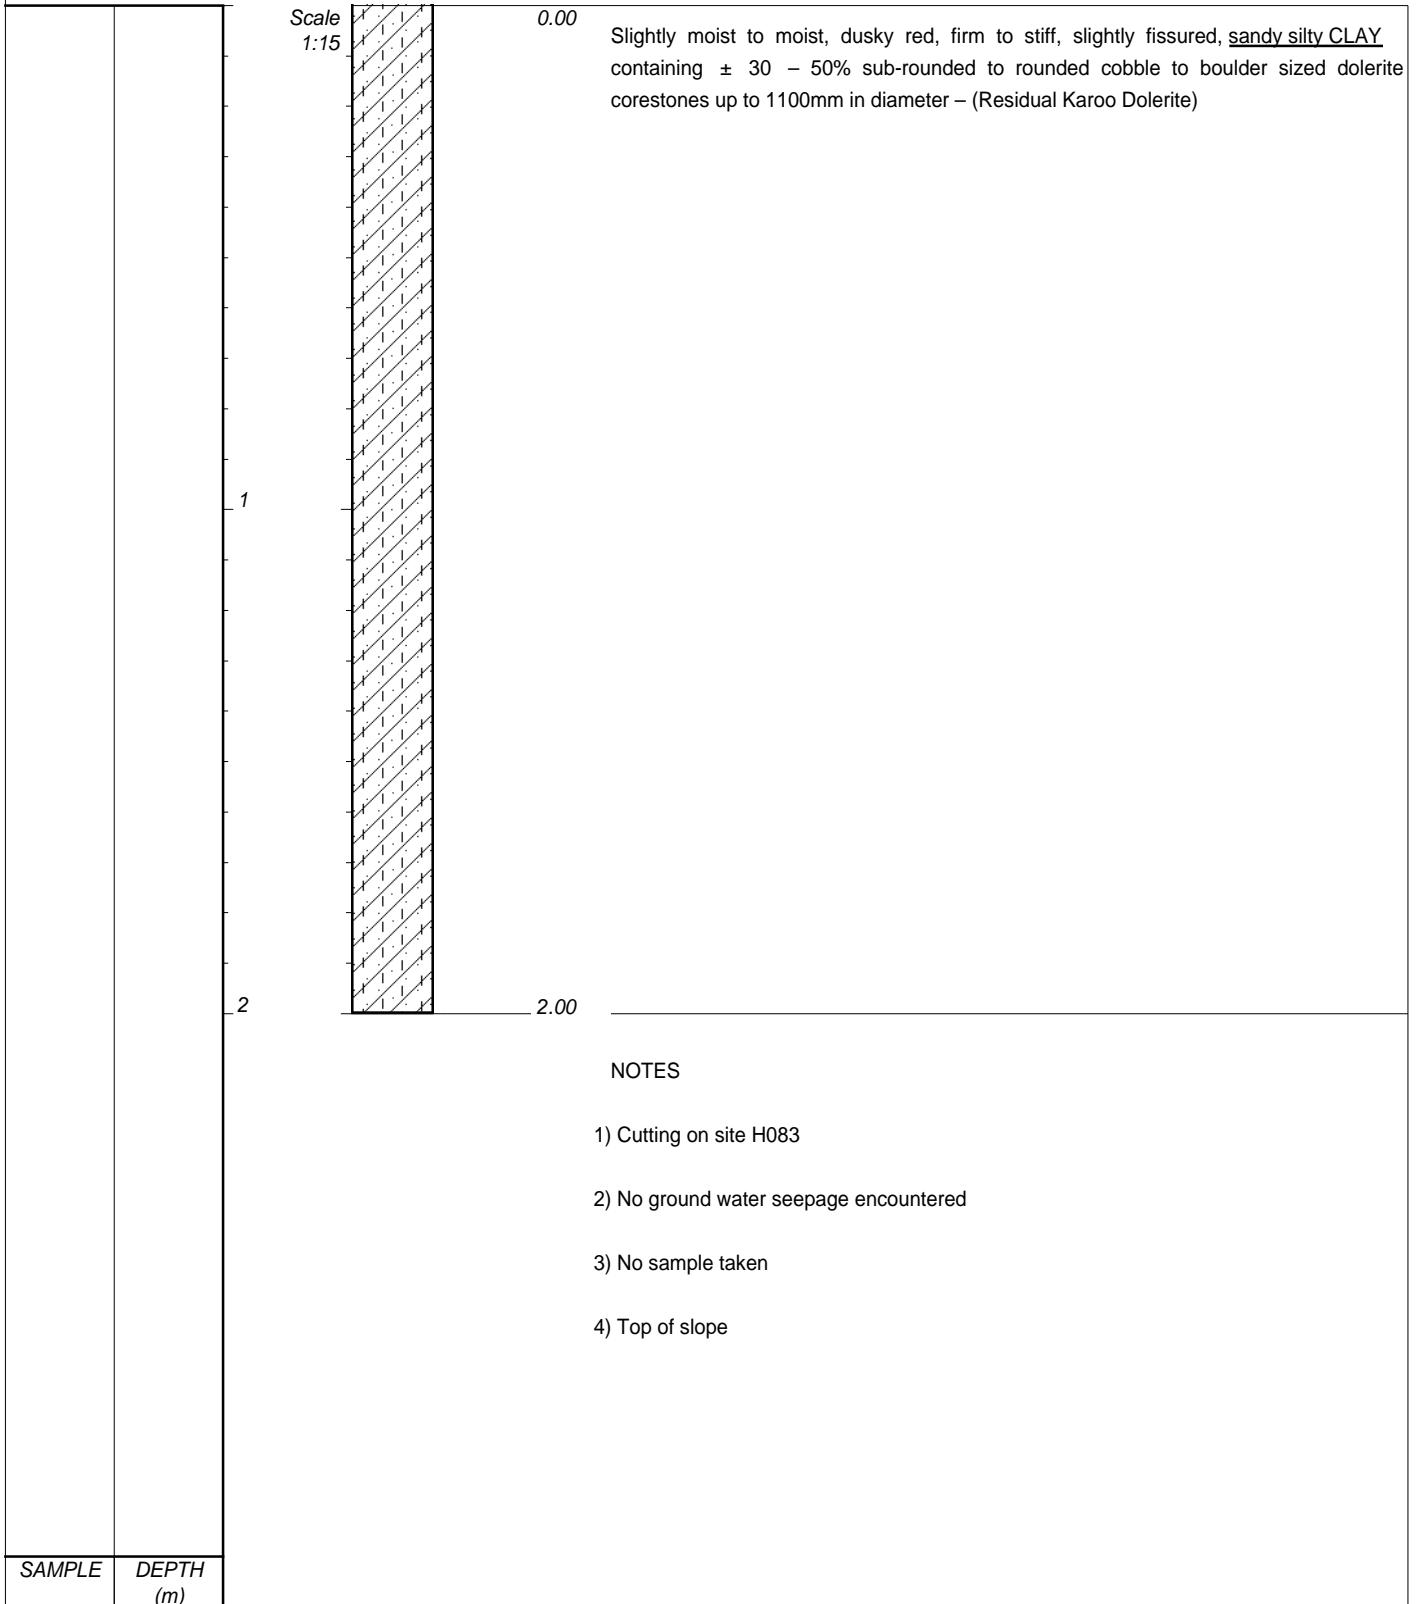 Scale
1:15
0.00
Slightly moist to moist, dusky red, firm to stiff, slightly fissured, sandy silty CLAY
containing ± 30 – 50% sub-rounded to rounded cobble to boulder sized dolerite
corestones up to 1100mm in diameter – (Residual Karoo Dolerite)
1
2
2.00
NOTES
1) Cutting on site H083
2) No ground water seepage encountered
3) No sample taken
4) Top of slope
SAMPLE
DEPTH
(m)